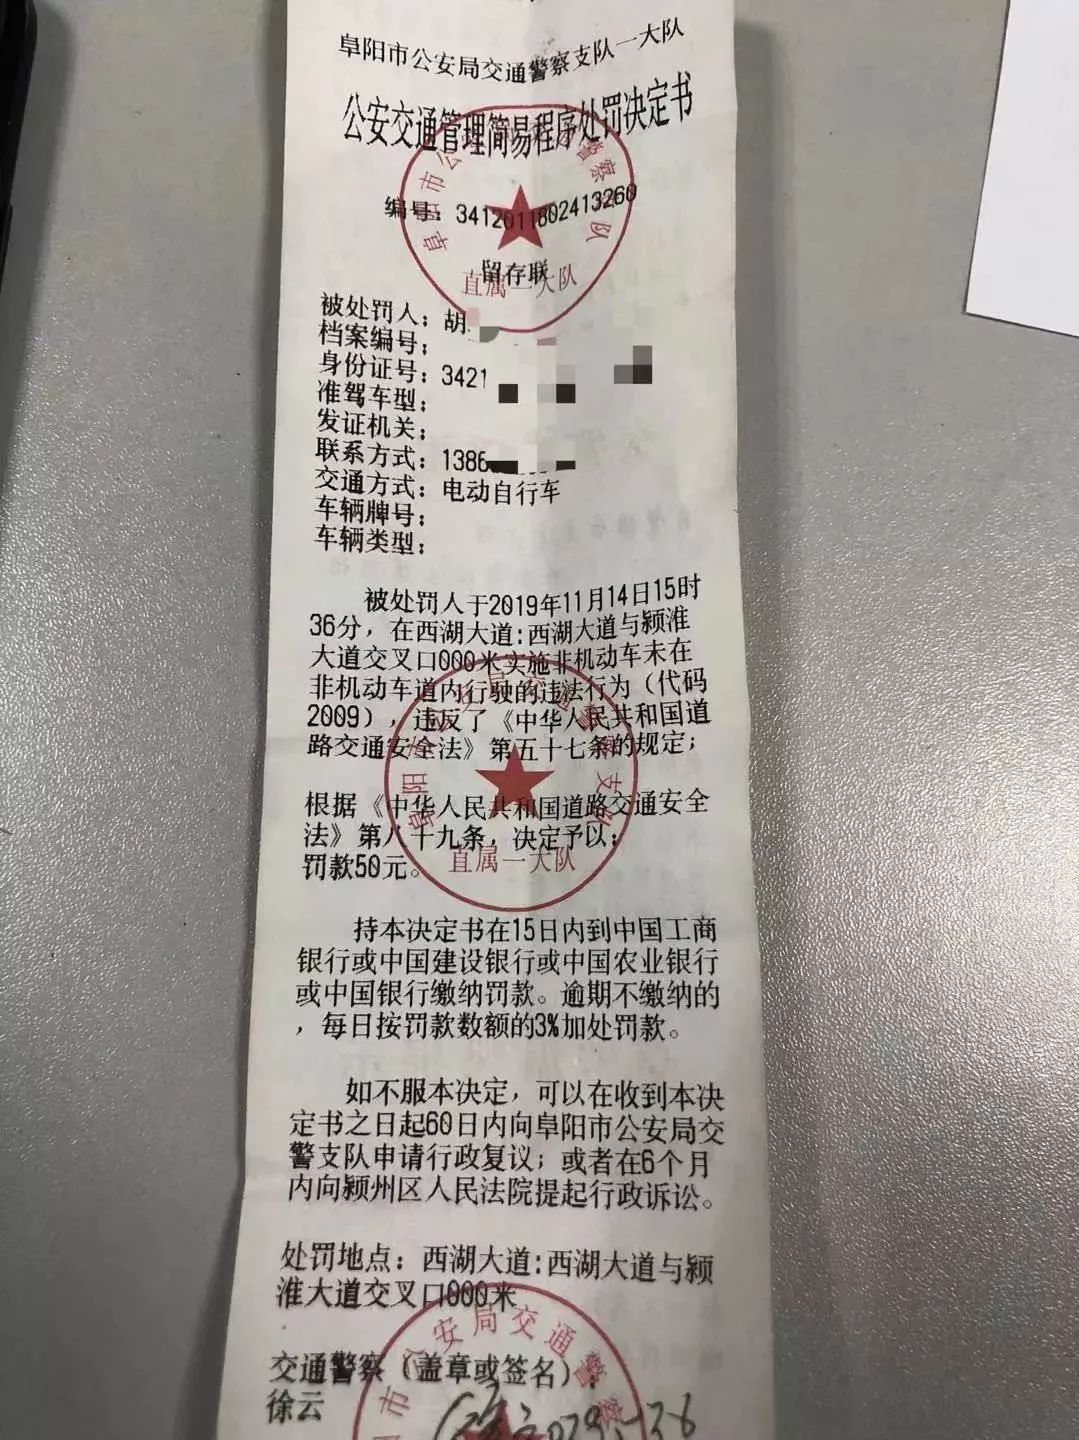 阜阳市公安局交通警察支队一大队
公安交通管理简易程序处罚决定书
编号：3412011802413260
留存联
直属一大队
被处罚人：胡
档案编号：
身份证号：3421
准驾车型：
发证机关：
联系方式：1386
交通方式：电动自行车
车辆牌号：
车辆类型：
被处罚人于2019年11月14日15时
36分，在西湖大道:西湖大道与颍淮
大道交叉口000米实施非机动车未在
非机动车道内行驶的违法行为（代码
2009），违反了《中华人民共和国道
路交通安全法》第五十七条的规定；
根据《中华人民共和国道路交通安全
法》第八十九条，决定予以：
罚款50元。
直属一大队
持本决定书在15日内到中国工商
银行或中国建设银行或中国农业银行
或中国银行缴纳罚款。逾期不缴纳的
，每日按罚款数额的3%加处罚款。
如不服本决定，可以在收到本决
定书之日起60日内向阜阳市公安局交
警支队申请行政复议；或者在6个月
内向颍州区人民法院提起行政诉讼。
处罚地点：西湖大道:西湖大道与颍
淮大道交叉口000米
交通警察（盖章或签名）：
徐云